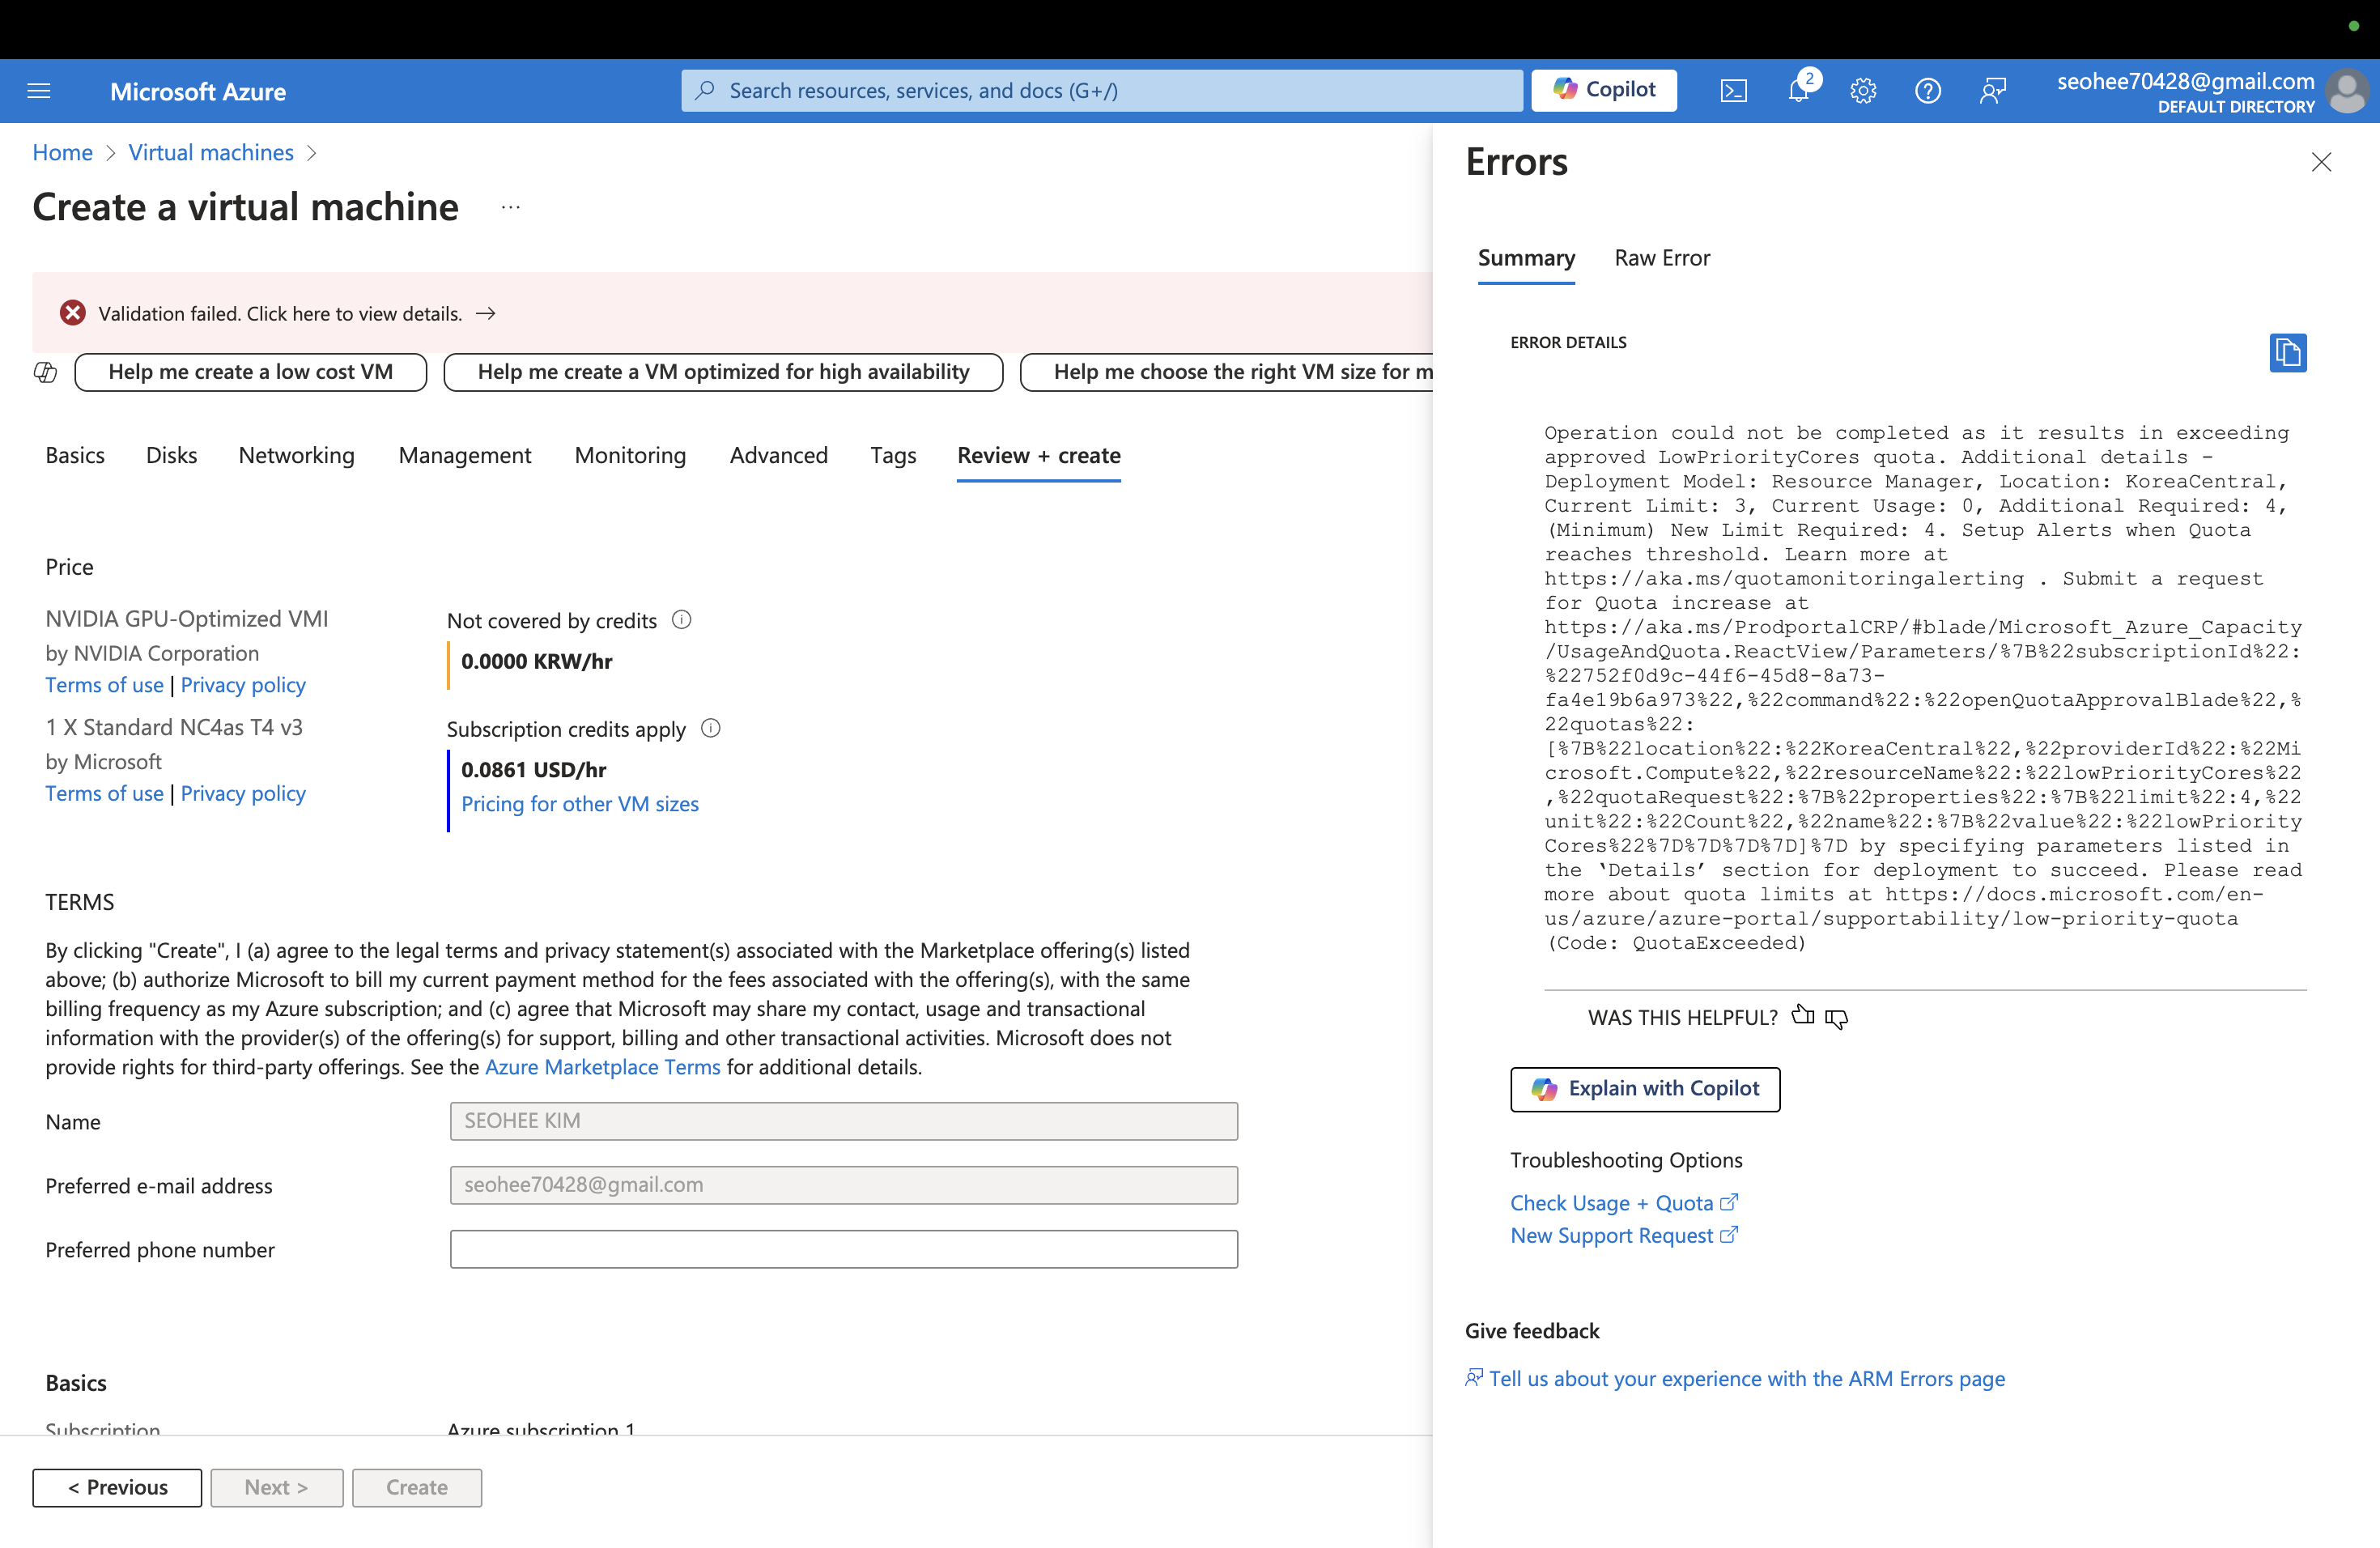 Microsoft Azure
Search resources, services, and docs (G+/)
Copilot
2
seohee70428@gmail.com
DEFAULT DIRECTORY
Home > Virtual machines >
Create a virtual machine ...
Validation failed. Click here to view details. →
Help me create a low cost VM
Help me create a VM optimized for high availability
Help me choose the right VM size for m
Basics
Disks
Networking
Management
Monitoring
Advanced
Tags
Review + create
Price
NVIDIA GPU-Optimized VMI
by NVIDIA Corporation
Terms of use | Privacy policy
Not covered by credits
0.0000 KRW/hr
1 X Standard NC4as T4 v3
by Microsoft
Terms of use | Privacy policy
Subscription credits apply
0.0861 USD/hr
Pricing for other VM sizes
TERMS
By clicking "Create", I (a) agree to the legal terms and privacy statement(s) associated with the Marketplace offering(s) listed
above; (b) authorize Microsoft to bill my current payment method for the fees associated with the offering(s), with the same
billing frequency as my Azure subscription; and (c) agree that Microsoft may share my contact, usage and transactional
information with the provider(s) of the offering(s) for support, billing and other transactional activities. Microsoft does not
provide rights for third-party offerings. See the Azure Marketplace Terms for additional details.
Name
SEOHEE KIM
Preferred e-mail address
seohee70428@gmail.com
Preferred phone number
Basics
Subscription
Azure subscription 1
< Previous
Next >
Create
Errors
Summary
Raw Error
ERROR DETAILS
Operation could not be completed as it results in exceeding
approved LowPriorityCores quota. Additional details -
Deployment Model: Resource Manager, Location: KoreaCentral,
Current Limit: 3, Current Usage: 0, Additional Required: 4,
(Minimum) New Limit Required: 4. Setup Alerts when Quota
reaches threshold. Learn more at
https://aka.ms/quotamonitoringalerting . Submit a request
for Quota increase at
https://aka.ms/ProdportalCRP/#blade/Microsoft_Azure_Capacity
/UsageAndQuota.ReactView/Parameters/%7B%22subscriptionId%22:
%22752f0d9c-44f6-45d8-8a73-
fa4e19b6a973%22,%22command%22:%22openQuotaApprovalBlade%22,%
22quotas%22:
[%7B%22location%22:%22KoreaCentral%22,%22providerId%22:%22Mi
crosoft.Compute%22,%22resourceName%22:%22lowPriorityCores%22
,%22quotaRequest%22:%7B%22properties%22:%7B%22limit%22:4,%22
unit%22:%22Count%22,%22name%22:%7B%22value%22:%22lowPriority
Cores%22%7D%7D%7D%7D]%7D by specifying parameters listed in
the ‘Details’ section for deployment to succeed. Please read
more about quota limits at https://docs.microsoft.com/en-
us/azure/azure-portal/supportability/low-priority-quota
(Code: QuotaExceeded)
WAS THIS HELPFUL?
Explain with Copilot
Troubleshooting Options
Check Usage + Quota
New Support Request
Give feedback
Tell us about your experience with the ARM Errors page